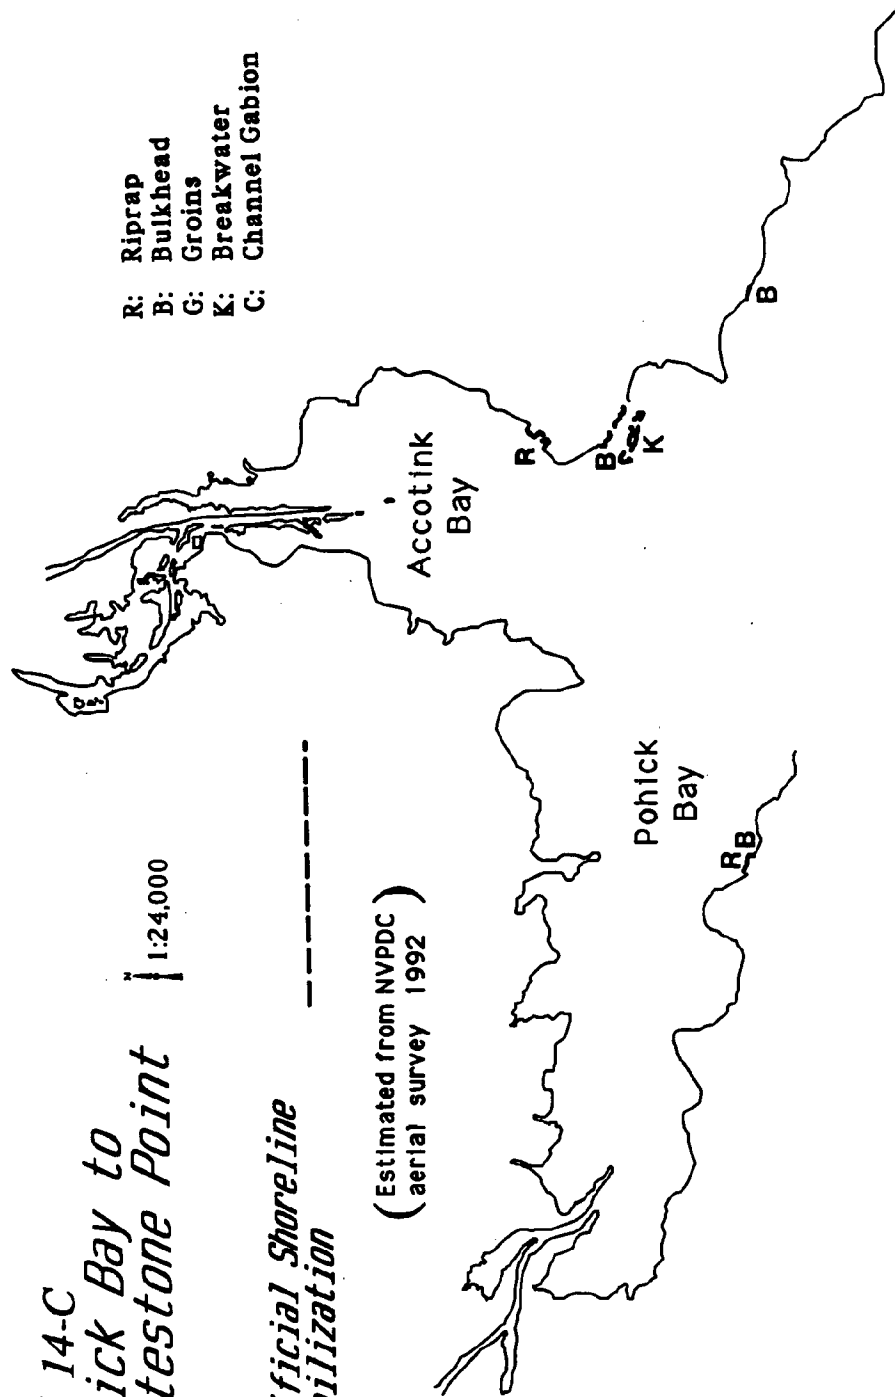 14-C
ick Bay to
testone Point
N
1:24,000
ficial Shoreline
ilization
(Estimated from NVPDC
aerial survey 1992)
R: Riprap
B: Bulkhead
G: Groins
K: Breakwater
C: Channel Gabion
Accotink
Bay
Pohick
Bay
R
B
K
B
R
B